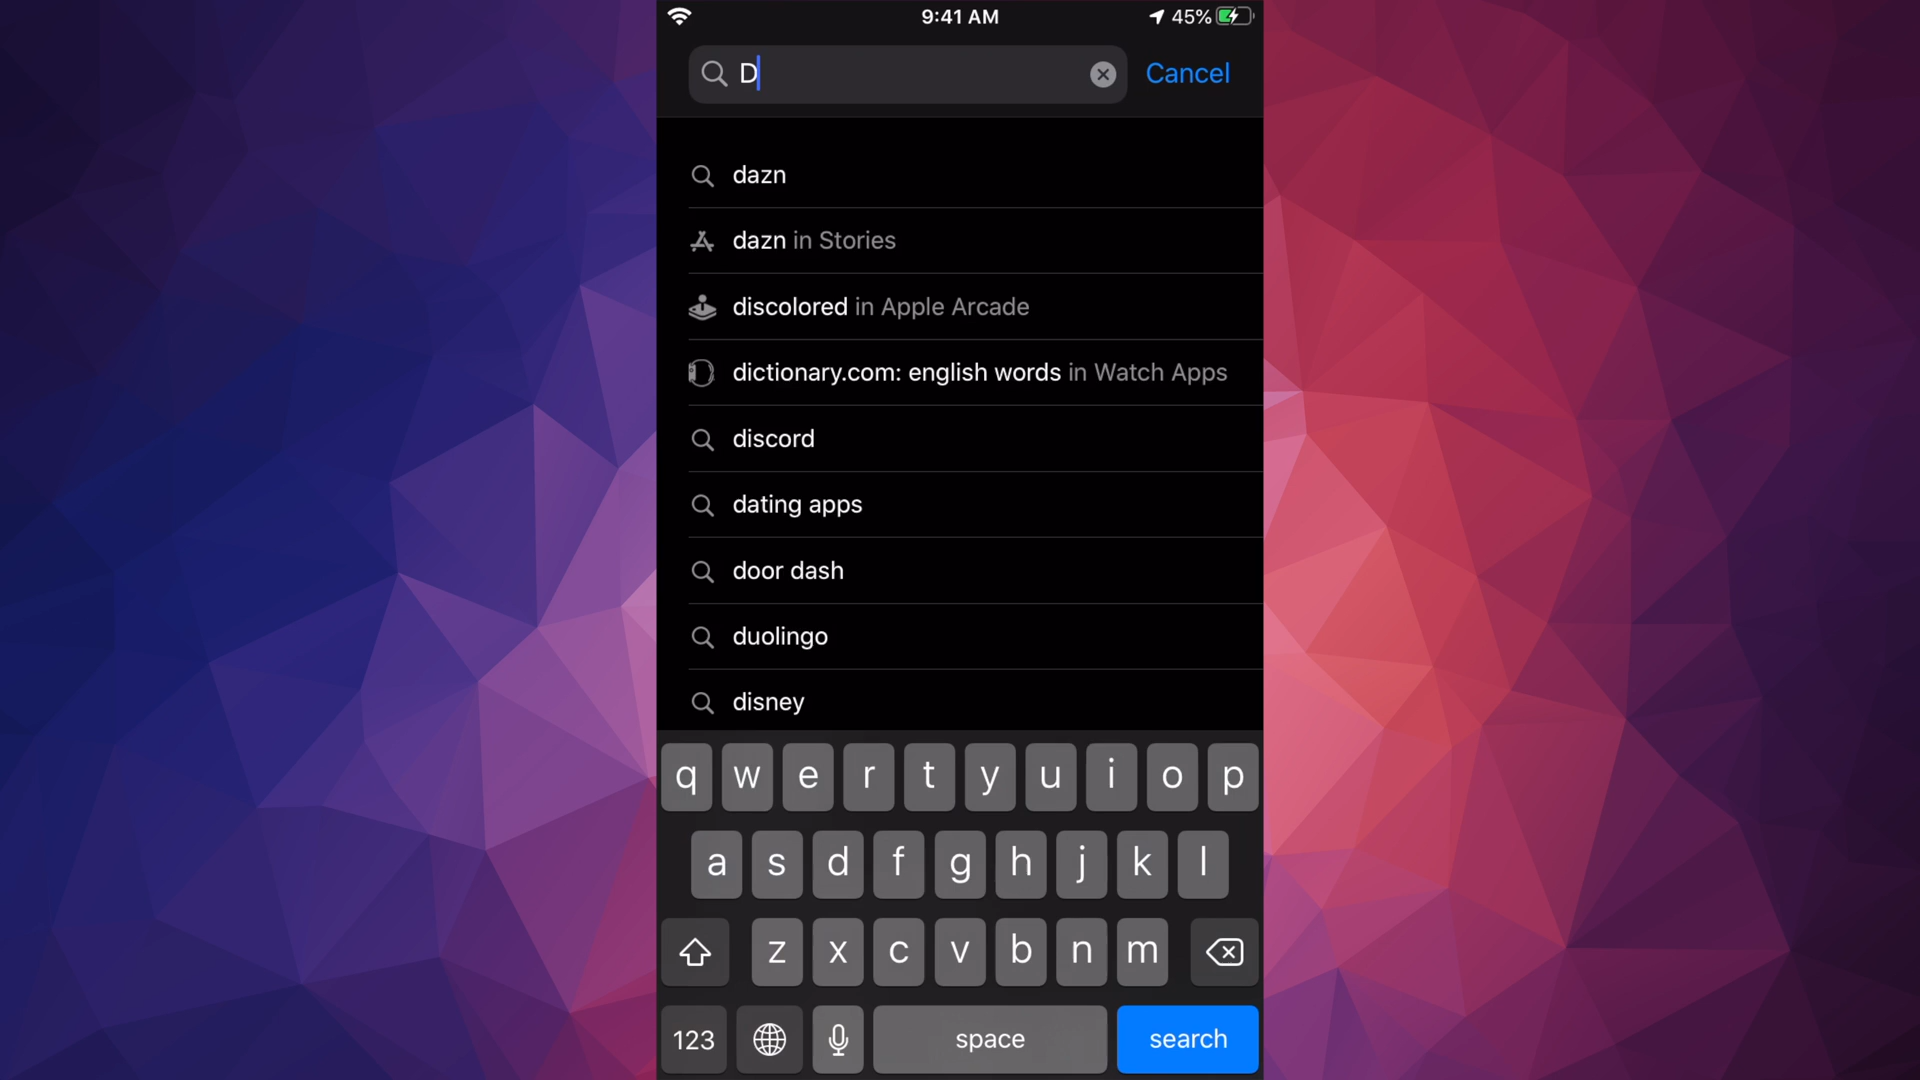 9:41 AM
45%
D
Cancel
dazn
dazn in Stories
discolored in Apple Arcade
dictionary.com: english words in Watch Apps
discord
dating apps
door dash
duolingo
disney
q w e r t y u i o p
a s d f g h j k l
z x c v b n m
123 space search